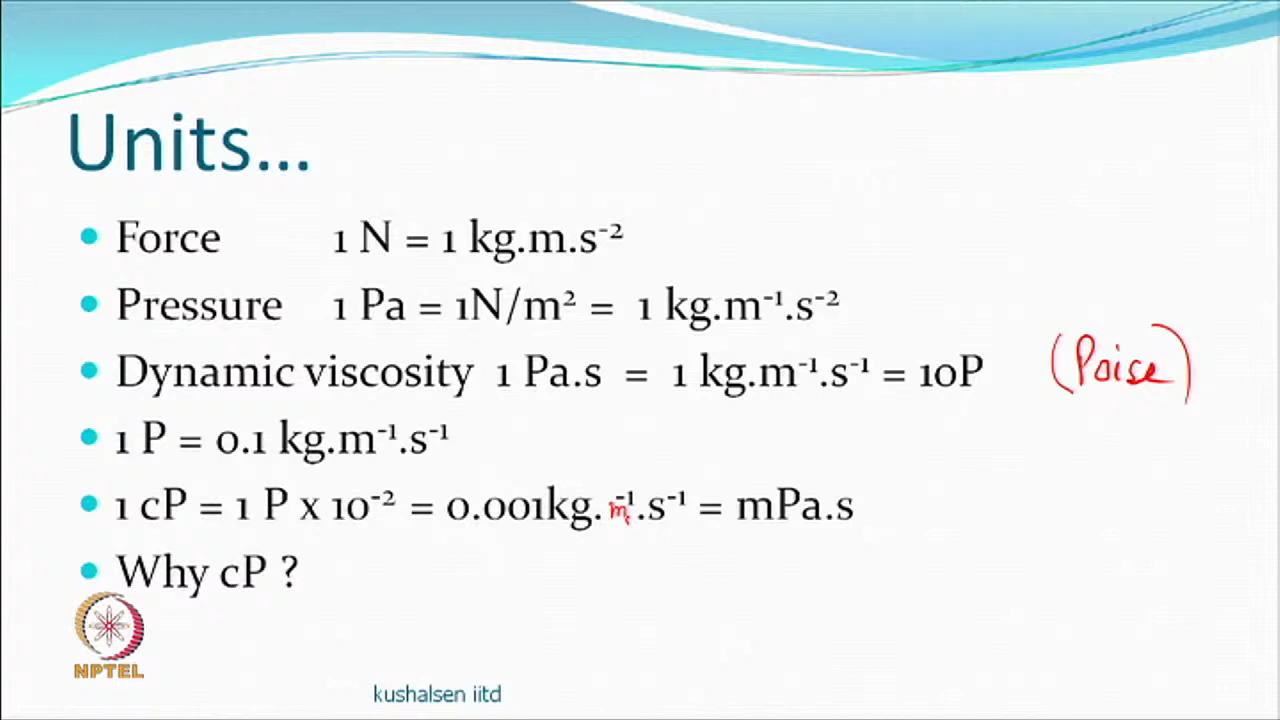 Units...
Force 1 N = 1 kg.m.s⁻²
Pressure 1 Pa = 1N/m² = 1 kg.m⁻¹.s⁻²
Dynamic viscosity 1 Pa.s = 1 kg.m⁻¹.s⁻¹ = 10P (Poise)
1 P = 0.1 kg.m⁻¹.s⁻¹
1 cP = 1 P x 10⁻² = 0.001kg.m⁻¹.s⁻¹ = mPa.s
Why cP ?
NPTEL
kushalsen iitd